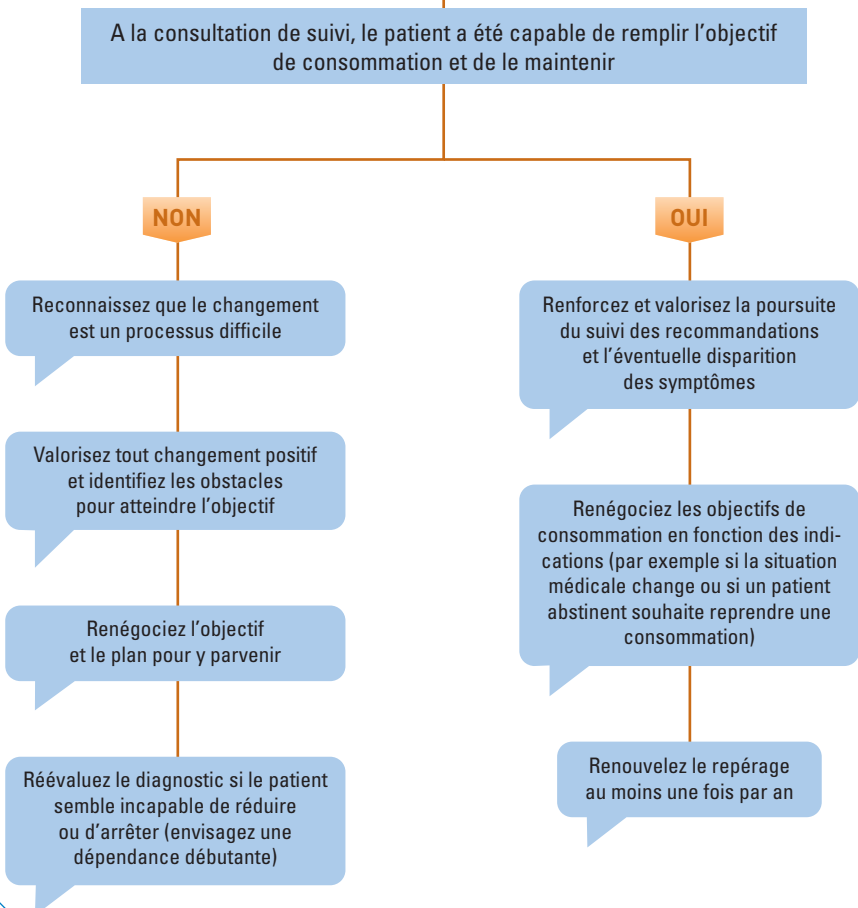 A la consultation de suivi, le patient a été capable de remplir l'objectif
de consommation et de le maintenir
NON
Reconnaissez que le changement
est un processus difficile
Valorisez tout changement positif
et identifiez les obstacles
pour atteindre l'objectif
Renégociez l'objectif
et le plan pour y parvenir
Réévaluez le diagnostic si le patient
semble incapable de réduire
ou d'arrêter (envisagez une
dépendance débutante)
OUI
Renforcez et valorisez la poursuite
du suivi des recommandations
et l'éventuelle disparition
des symptômes
Renégociez les objectifs de
consommation en fonction des indi-
cations (par exemple si la situation
médicale change ou si un patient
abstinent souhaite reprendre une
consommation)
Renouvelez le repérage
au moins une fois par an